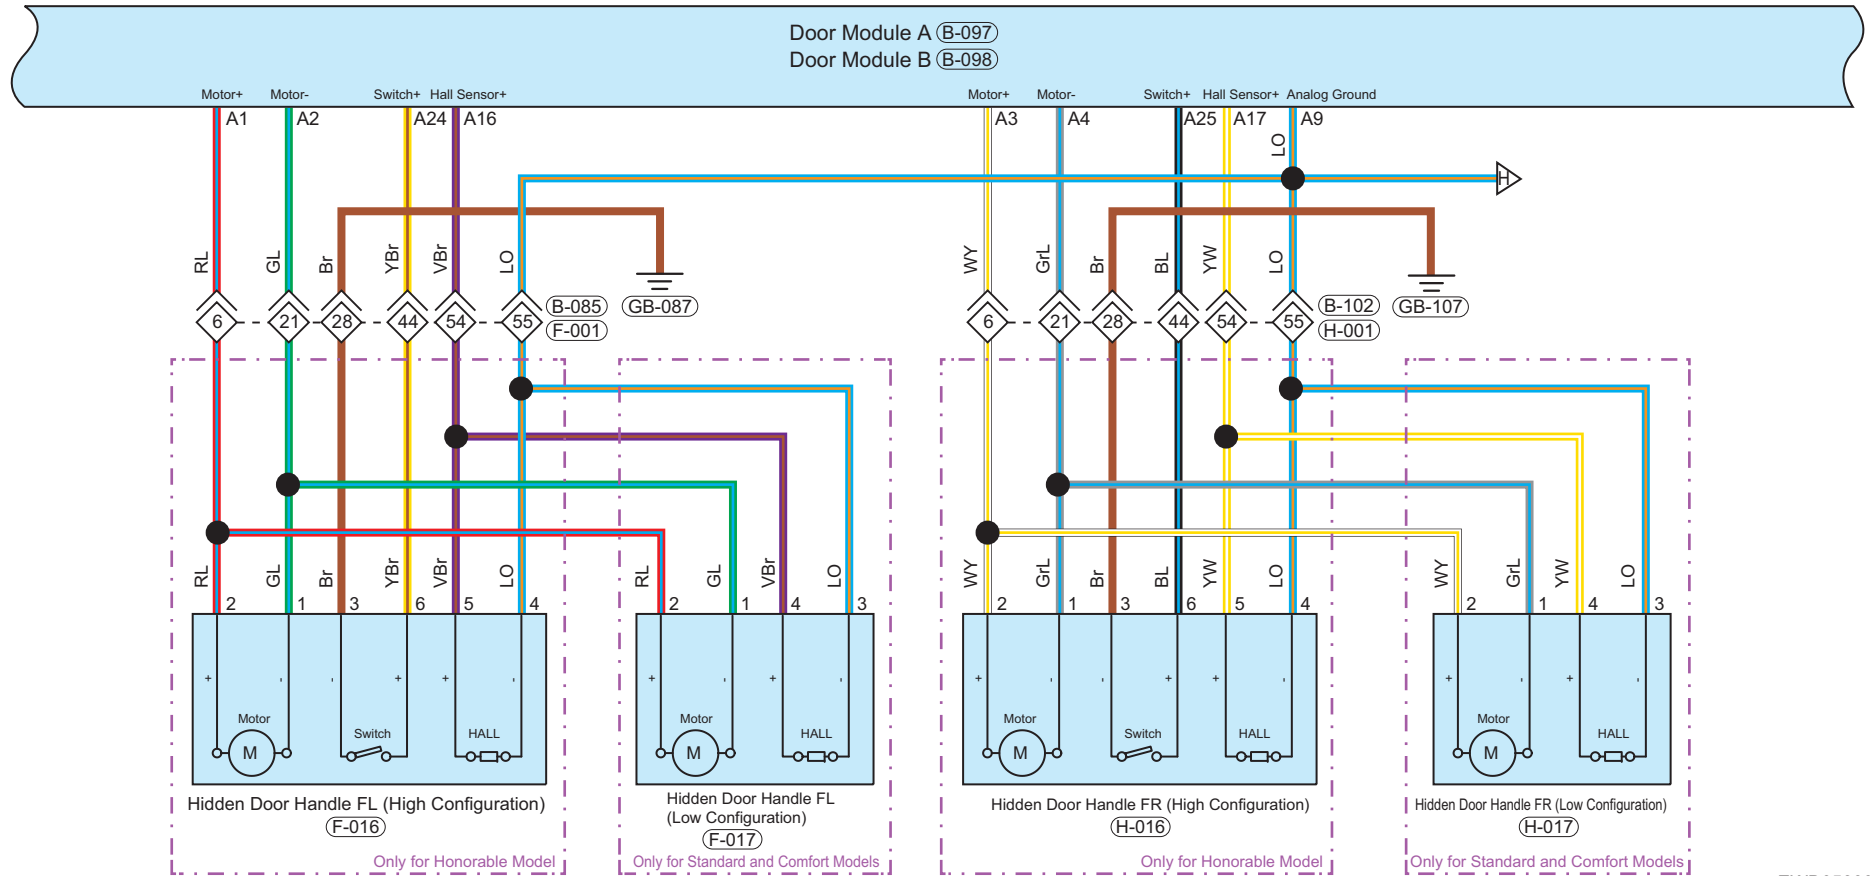 Door Module A B-097
Door Module B B-098
Motor+ Motor- Switch+ Hall Sensor+ Motor+ Motor- Switch+ Hall Sensor+ Analog Ground
A1 A2 A24 A16 A3 A4 A25 A17 A9
LO
H
RL GL Br YBr VBr LO WY GrL Br BL YW LO
6 21 28 44 54 55 B-085 GB-087 6 21 28 44 54 55 B-102 GB-107
F-001 H-001
RL GL Br YBr VBr LO RL GL VBr LO WY GrL Br BL YW LO WY GrL YW LO
2 1 3 6 5 4 2 1 4 3 2 1 3 6 5 4 2 1 4 3
+ - - + + - + - + - + - - + + - + - + -
Motor Switch HALL Motor HALL Motor Switch HALL Motor HALL
M M M M
Hidden Door Handle FL (High Configuration)
F-016
Only for Honorable Model
Hidden Door Handle FL
(Low Configuration)
F-017
Only for Standard and Comfort Models
Hidden Door Handle FR (High Configuration)
H-016
Only for Honorable Model
Hidden Door Handle FR (Low Configuration)
H-017
Only for Standard and Comfort Models